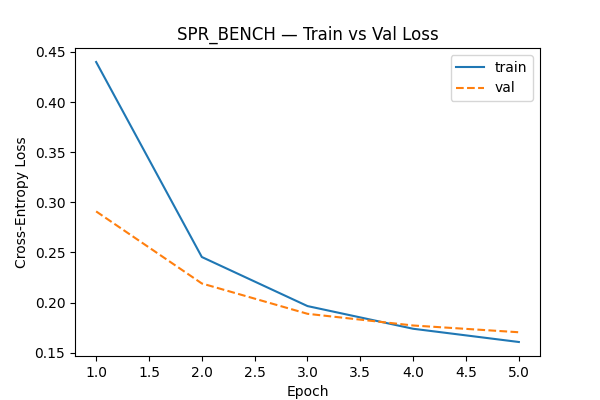 SPR_BENCH — Train vs Val Loss
train
val
Cross-Entropy Loss
0.45
0.40
0.35
0.30
0.25
0.20
0.15
1.0 1.5 2.0 2.5 3.0 3.5 4.0 4.5 5.0
Epoch